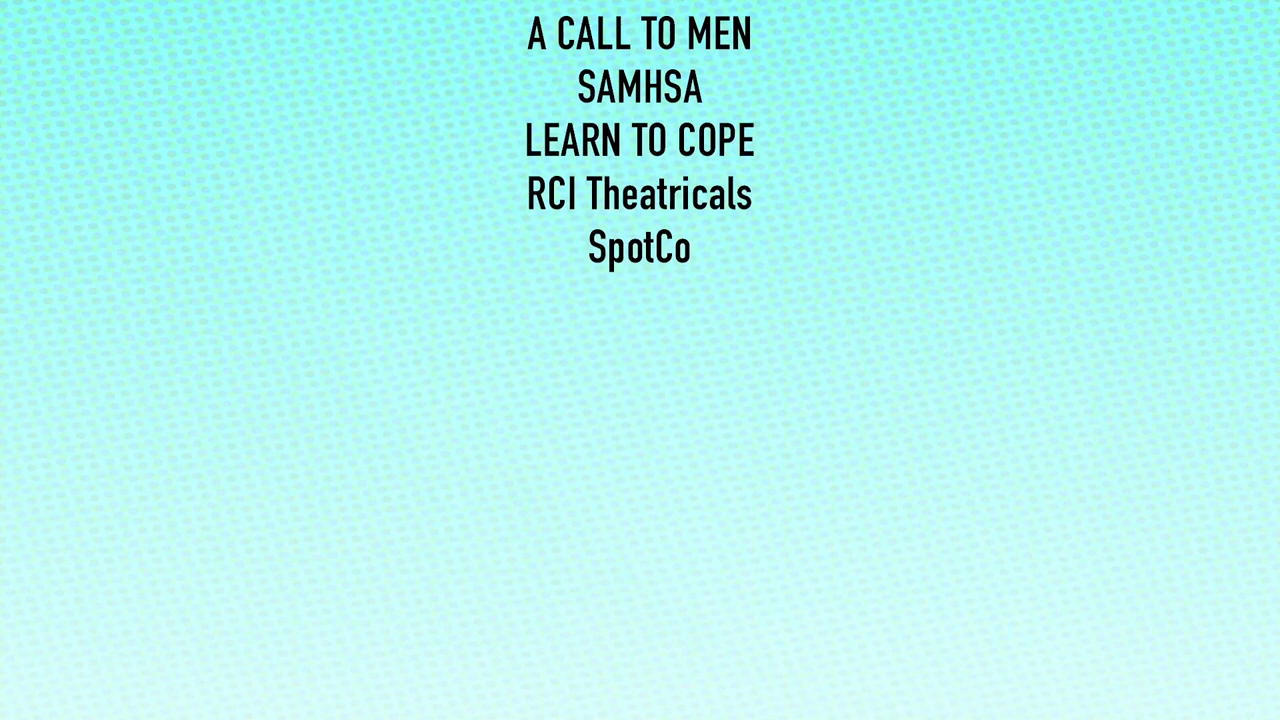 A CALL TO MEN
SAMHSA
LEARN TO COPE
RCI Theatricals
SpotCo